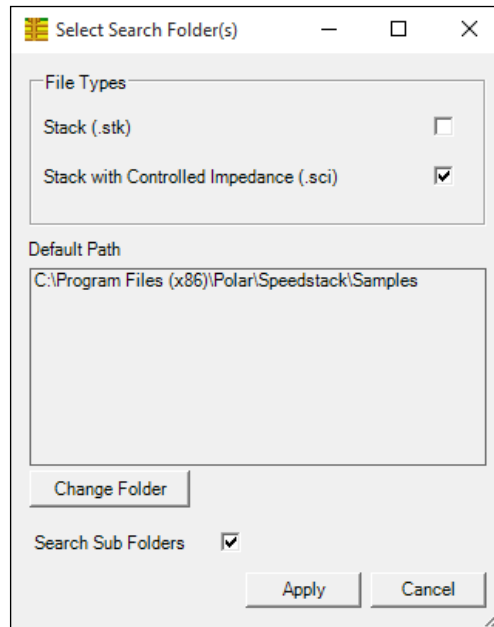 Select Search Folder(s)
File Types
Stack (.stk)
Stack with Controlled Impedance (.sci)
Default Path
C:\Program Files (x86)\Polar\Speedstack\Samples
Change Folder
Search Sub Folders
Apply Cancel